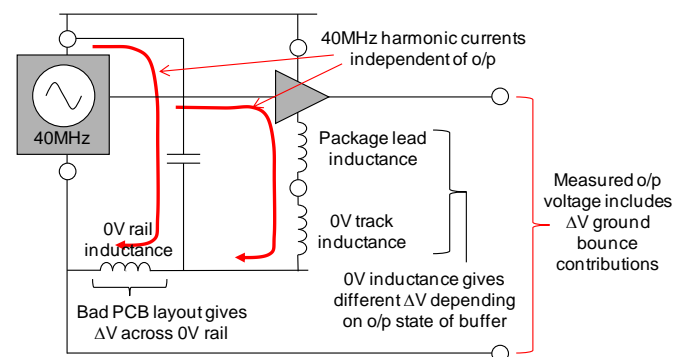 40MHz harmonic currents
independent of o/p
40MHz
Package lead
inductance
0V rail
inductance
0V track
inductance
Measured o/p
voltage includes
ΔV ground
bounce
contributions
Bad PCB layout gives
ΔV across 0V rail
0V inductance gives
different ΔV depending
on o/p state of buffer